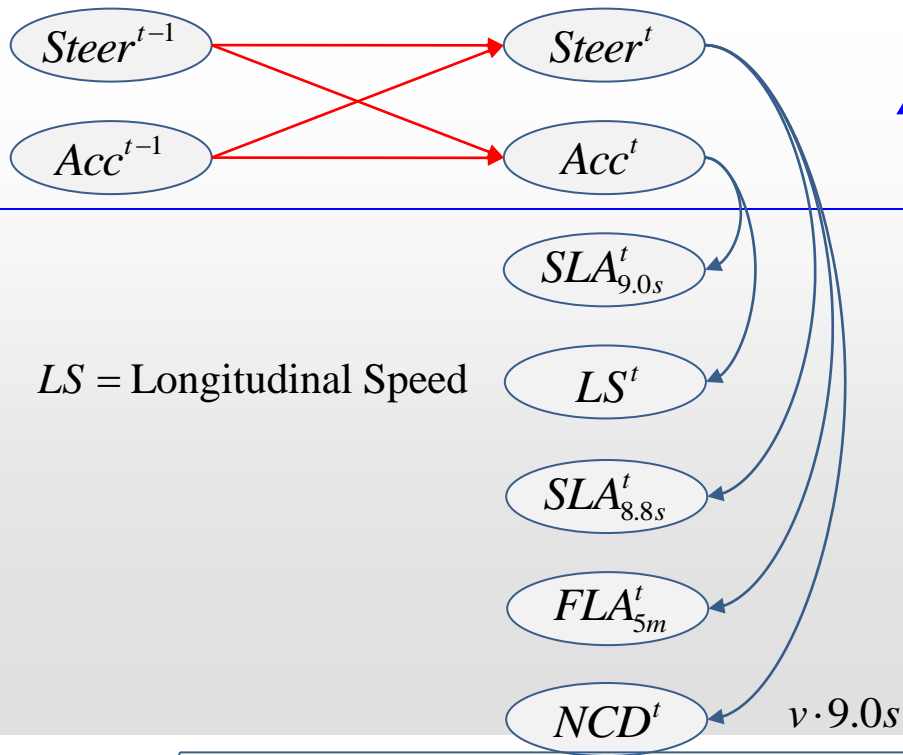 Steer^{t-1} Steer^t
Acc^{t-1} Acc^t
SLA^t_{9.0s}
LS = Longitudinal Speed LS^t
SLA^t_{8.8s}
FLA^t_{5m}
NCD^t v·9.0s